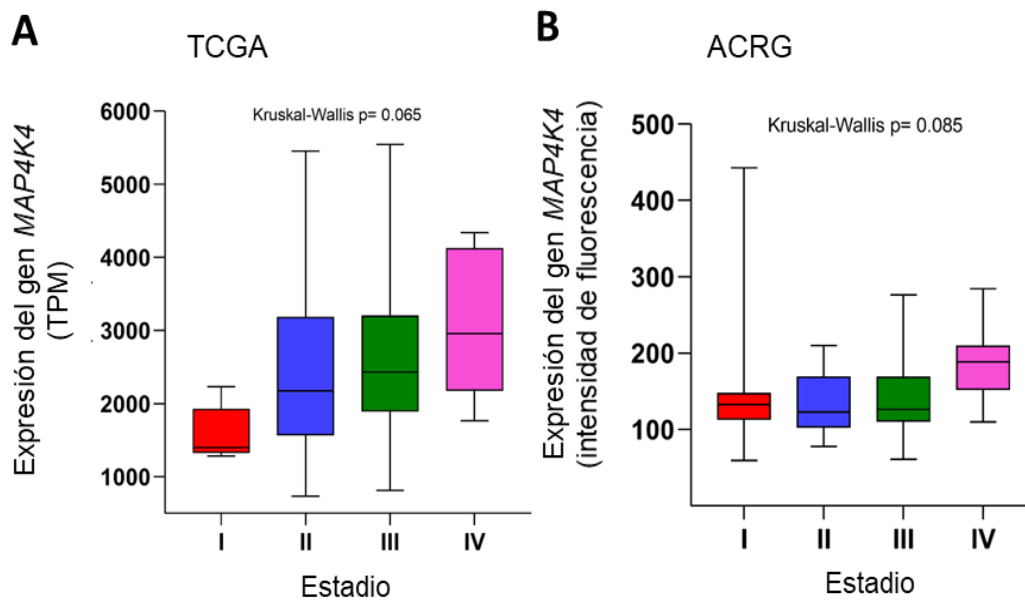 A
TCGA
Kruskal-Wallis p= 0.065
Expresión del gen MAP4K4
(TPM)
6000
5000
4000
3000
2000
1000
I II III IV
Estadio
B
ACRG
Kruskal-Wallis p= 0.085
Expresión del gen MAP4K4
(intensidad de fluorescencia)
500
400
300
200
100
I II III IV
Estadio